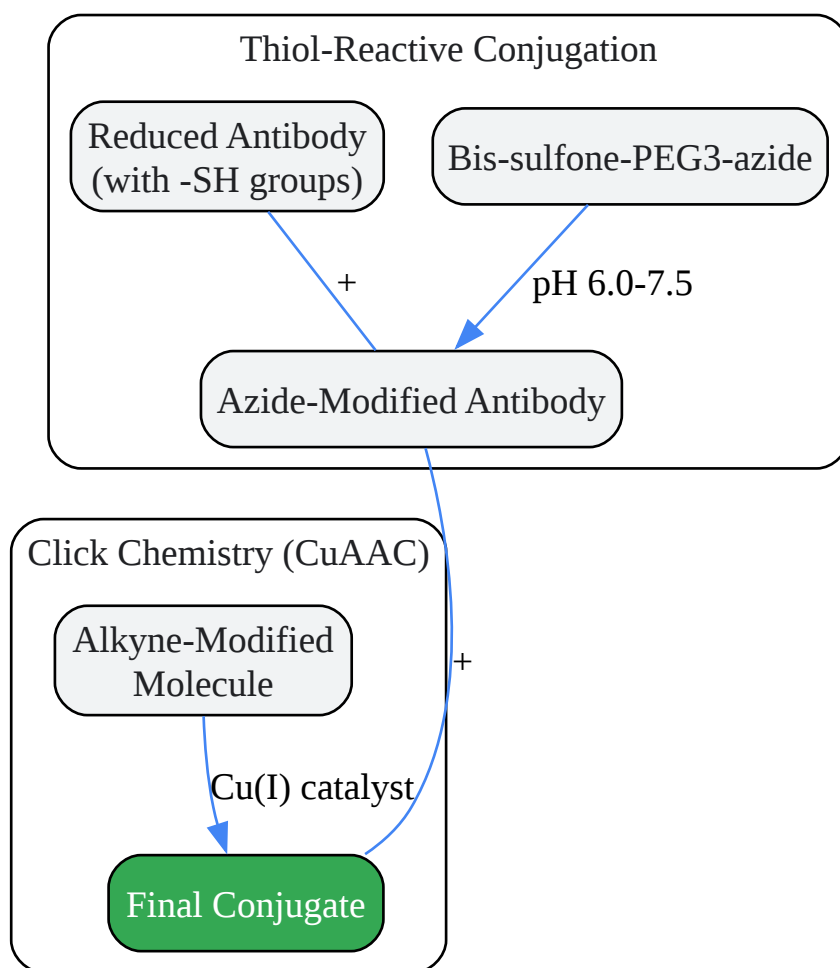 Thiol-Reactive Conjugation
Reduced Antibody
(with -SH groups)
Bis-sulfone-PEG3-azide
+
pH 6.0-7.5
Azide-Modified Antibody
Click Chemistry (CuAAC)
Alkyne-Modified
Molecule
+
Cu(I) catalyst
Final Conjugate